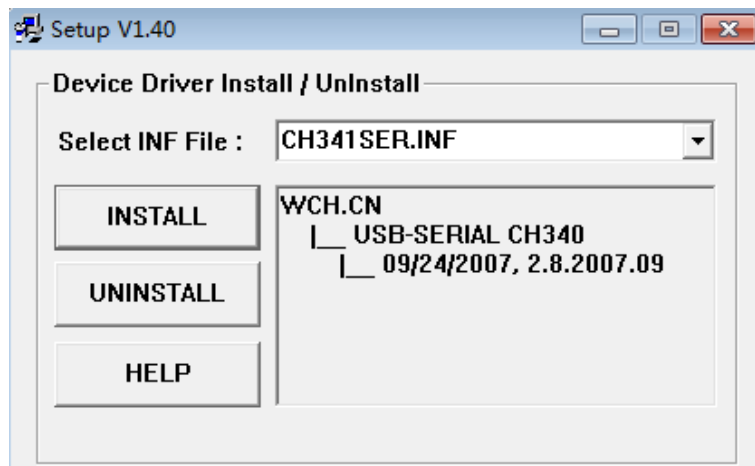 Setup V1.40
Device Driver Install / UnInstall
Select INF File :
CH341SER.INF
INSTALL
UNINSTALL
HELP
WCH.CN
|__ USB-SERIAL CH340
|__ 09/24/2007, 2.8.2007.09